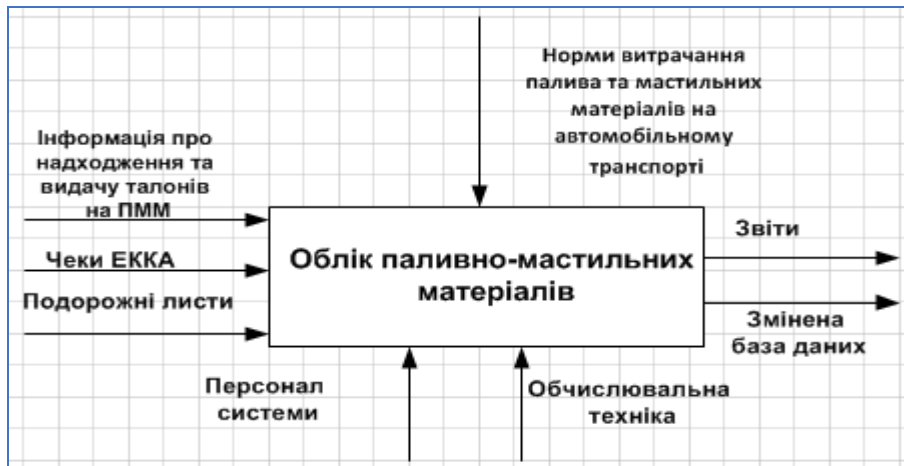 Норми витрачання
палива та мастильних
матеріалів на
автомобільному
транспорті
Інформація про
надходження та
видачу талонів
на ПММ
Чеки ЕККА
Подорожні листи
Облік паливно-мастильних
матеріалів
Звіти
Змінена
база даних
Персонал
системи
Обчислювальна
техніка